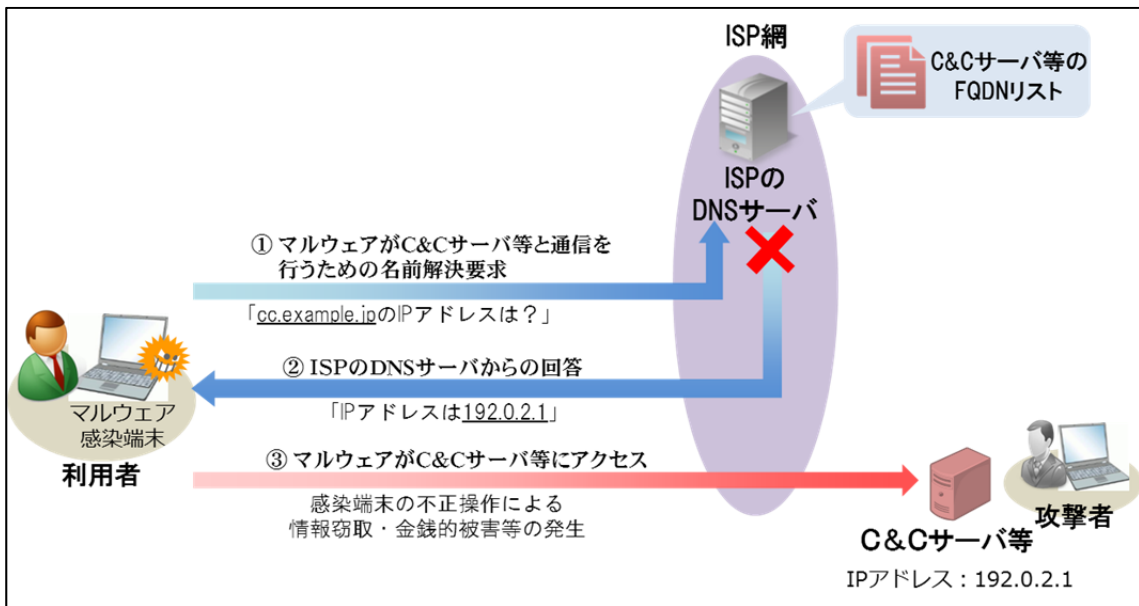 ISP網
C&Cサーバ等の
FQDNリスト
ISPの
DNSサーバ
① マルウェアがC&Cサーバ等と通信を
行うための名前解決要求
「cc.example.jpのIPアドレスは？」
② ISPのDNSサーバからの回答
「IPアドレスは192.0.2.1」
マルウェア
感染端末
利用者
③ マルウェアがC&Cサーバ等にアクセス
感染端末の不正操作による
情報窃取・金銭的被害等の発生
攻撃者
C&Cサーバ等
IPアドレス：192.0.2.1